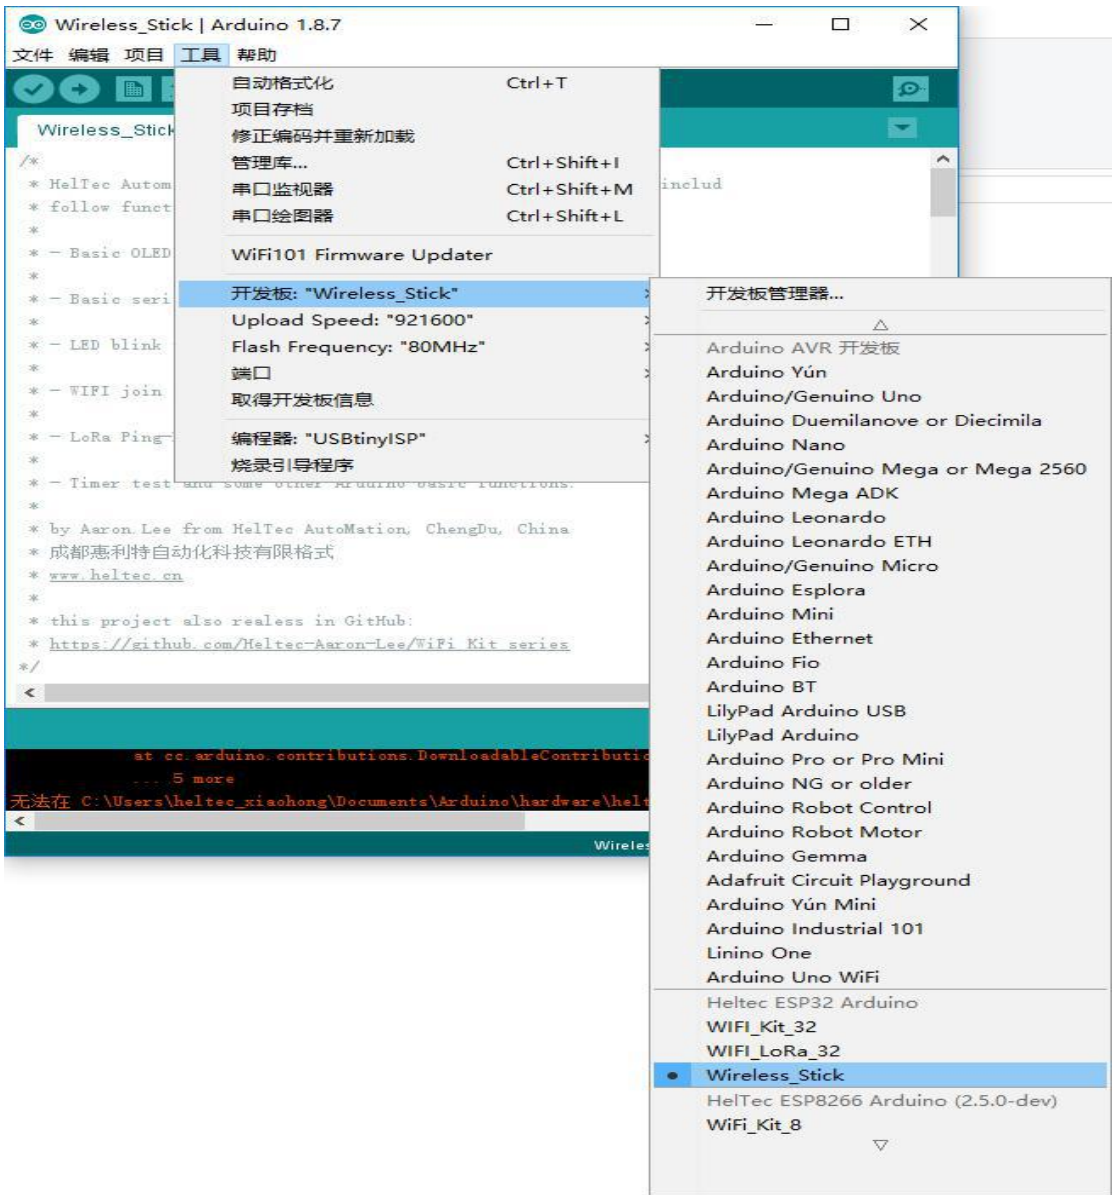 Wireless_Stick | Arduino 1.8.7
文件 编辑 项目 工具 帮助
Wireless_Stick
自动格式化 Ctrl+T
项目存档
修正编码并重新加载
管理库... Ctrl+Shift+I
串口监视器 Ctrl+Shift+M
串口绘图器 Ctrl+Shift+L
WiFi101 Firmware Updater
开发板: "Wireless_Stick"
Upload Speed: "921600"
Flash Frequency: "80MHz"
端口
取得开发板信息
编程器: "USBtinyISP"
烧录引导程序
/*
* HelTec Autom includ
* follow funct
*
* - Basic OLED
*
* - Basic seri
*
* - LED blink
*
* - WIFI join
*
* - LoRa Ping-
*
* - Timer test and some other Arduino basic functions.
*
* by Aaron.Lee from HelTec AutoMation, ChengDu, China
* 成都惠利特自动化科技有限格式
* www.heltec.cn
*
* this project also realess in GitHub:
* https://github.com/Heltec-Aaron-Lee/WiFi_Kit_series
*/
at cc.arduino.contributions.DownloadableContributio
... 5 more
无法在 C:\Users\heltec_xiaohong\Documents\Arduino\hardware\helt
Wireles
开发板管理器...
Arduino AVR 开发板
Arduino Yún
Arduino/Genuino Uno
Arduino Duemilanove or Diecimila
Arduino Nano
Arduino/Genuino Mega or Mega 2560
Arduino Mega ADK
Arduino Leonardo
Arduino Leonardo ETH
Arduino/Genuino Micro
Arduino Esplora
Arduino Mini
Arduino Ethernet
Arduino Fio
Arduino BT
LilyPad Arduino USB
LilyPad Arduino
Arduino Pro or Pro Mini
Arduino NG or older
Arduino Robot Control
Arduino Robot Motor
Arduino Gemma
Adafruit Circuit Playground
Arduino Yún Mini
Arduino Industrial 101
Linino One
Arduino Uno WiFi
Heltec ESP32 Arduino
WIFI_Kit_32
WIFI_LoRa_32
Wireless_Stick
HelTec ESP8266 Arduino (2.5.0-dev)
WiFi_Kit_8